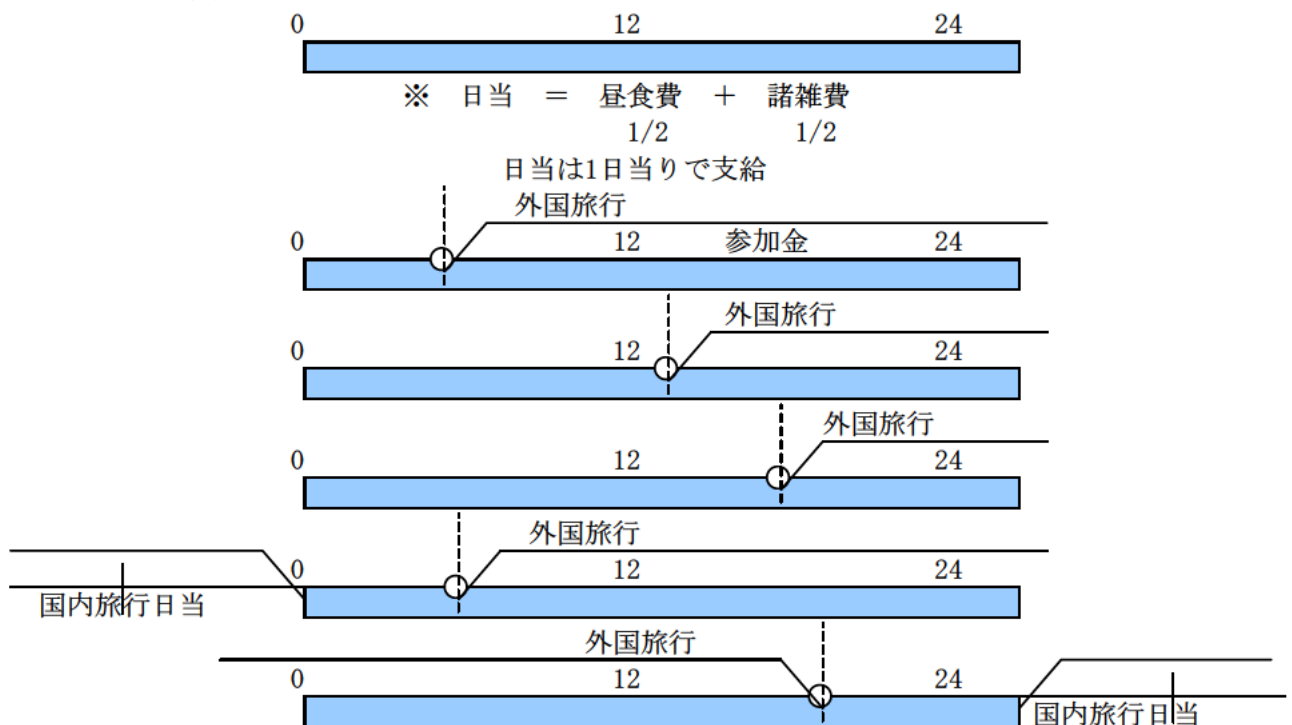 0 12 24
※ 日当 ＝ 昼食費 ＋ 諸雑費
1/2 1/2
日当は1日当りで支給
外国旅行
0 12 参加金 24
外国旅行
0 12 24
外国旅行
0 12 24
外国旅行
0 12 24
国内旅行日当
外国旅行
0 12 24
国内旅行日当